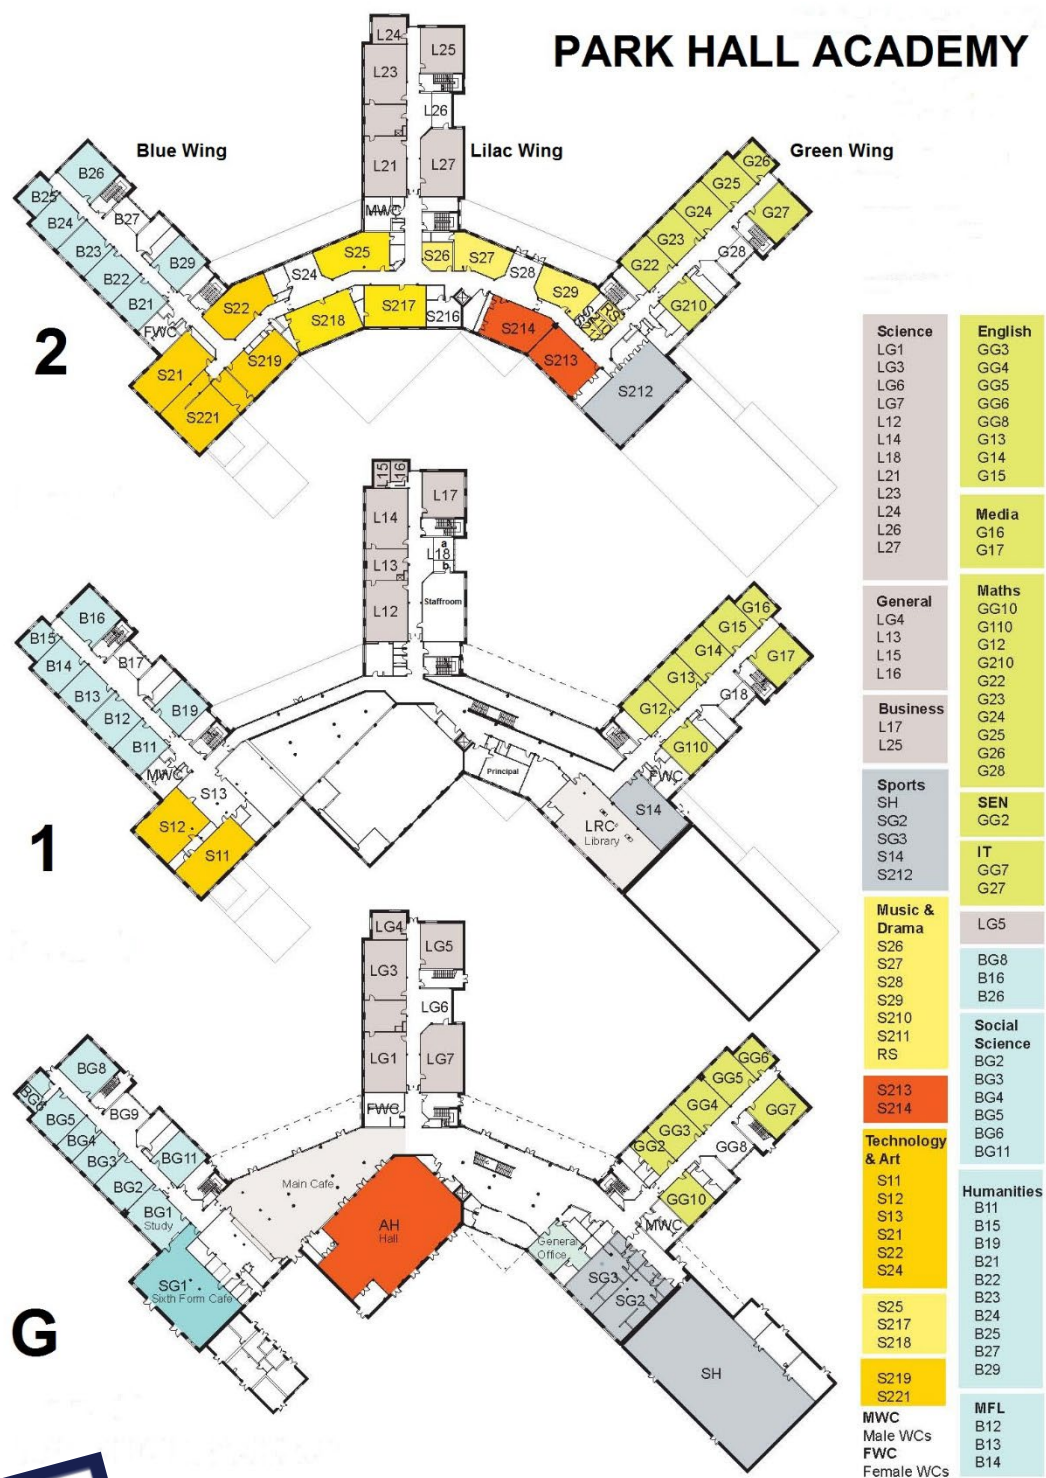 PARK HALL ACADEMY
Blue Wing
Lilac Wing
Green Wing
2
L24
L25
L23
L26
L21
L27
MWC
B26
B25
B27
B24
B23
B29
B22
B21
FWC
S25
S24
S22
S26
S27
S28
S29
S217
S216
S218
S219
S21
S221
S214
S213
S212
S211
S210
RS
G26
G25
G27
G24
G23
G28
G22
G210
1
L15
L16
L17
L14
a
L18
b
L13
Staffroom
L12
B16
B15
B17
B14
B13
B19
B12
B11
MWC
S13
S12
S11
Principal
LRC
Library
S14
G16
G15
G17
G14
G13
G18
G12
G110
FWC
G
LG4
LG5
LG3
LG6
LG1
LG7
FWC
BG8
BG6
BG9
BG5
BG4
BG3
BG11
BG2
BG1
Study
SG1
Sixth Form Cafe
Main Cafe
AH
Hall
General
Office
SG3
SG2
SH
GG6
GG5
GG7
GG4
GG3
GG8
GG2
GG10
MWC
Science
LG1
LG3
LG6
LG7
L12
L14
L18
L21
L23
L24
L26
L27
General
LG4
L13
L15
L16
Business
L17
L25
Sports
SH
SG2
SG3
S14
S212
Music &
Drama
S26
S27
S28
S29
S210
S211
RS
S213
S214
Technology
& Art
S11
S12
S13
S21
S22
S24
S25
S217
S218
S219
S221
MWC
Male WCs
FWC
Female WCs
English
GG3
GG4
GG5
GG6
GG8
G13
G14
G15
Media
G16
G17
Maths
GG10
G110
G12
G210
G22
G23
G24
G25
G26
G28
SEN
GG2
IT
GG7
G27
LG5
BG8
B16
B26
Social
Science
BG2
BG3
BG4
BG5
BG6
BG11
Humanities
B11
B15
B19
B21
B22
B23
B24
B25
B27
B29
MFL
B12
B13
B14